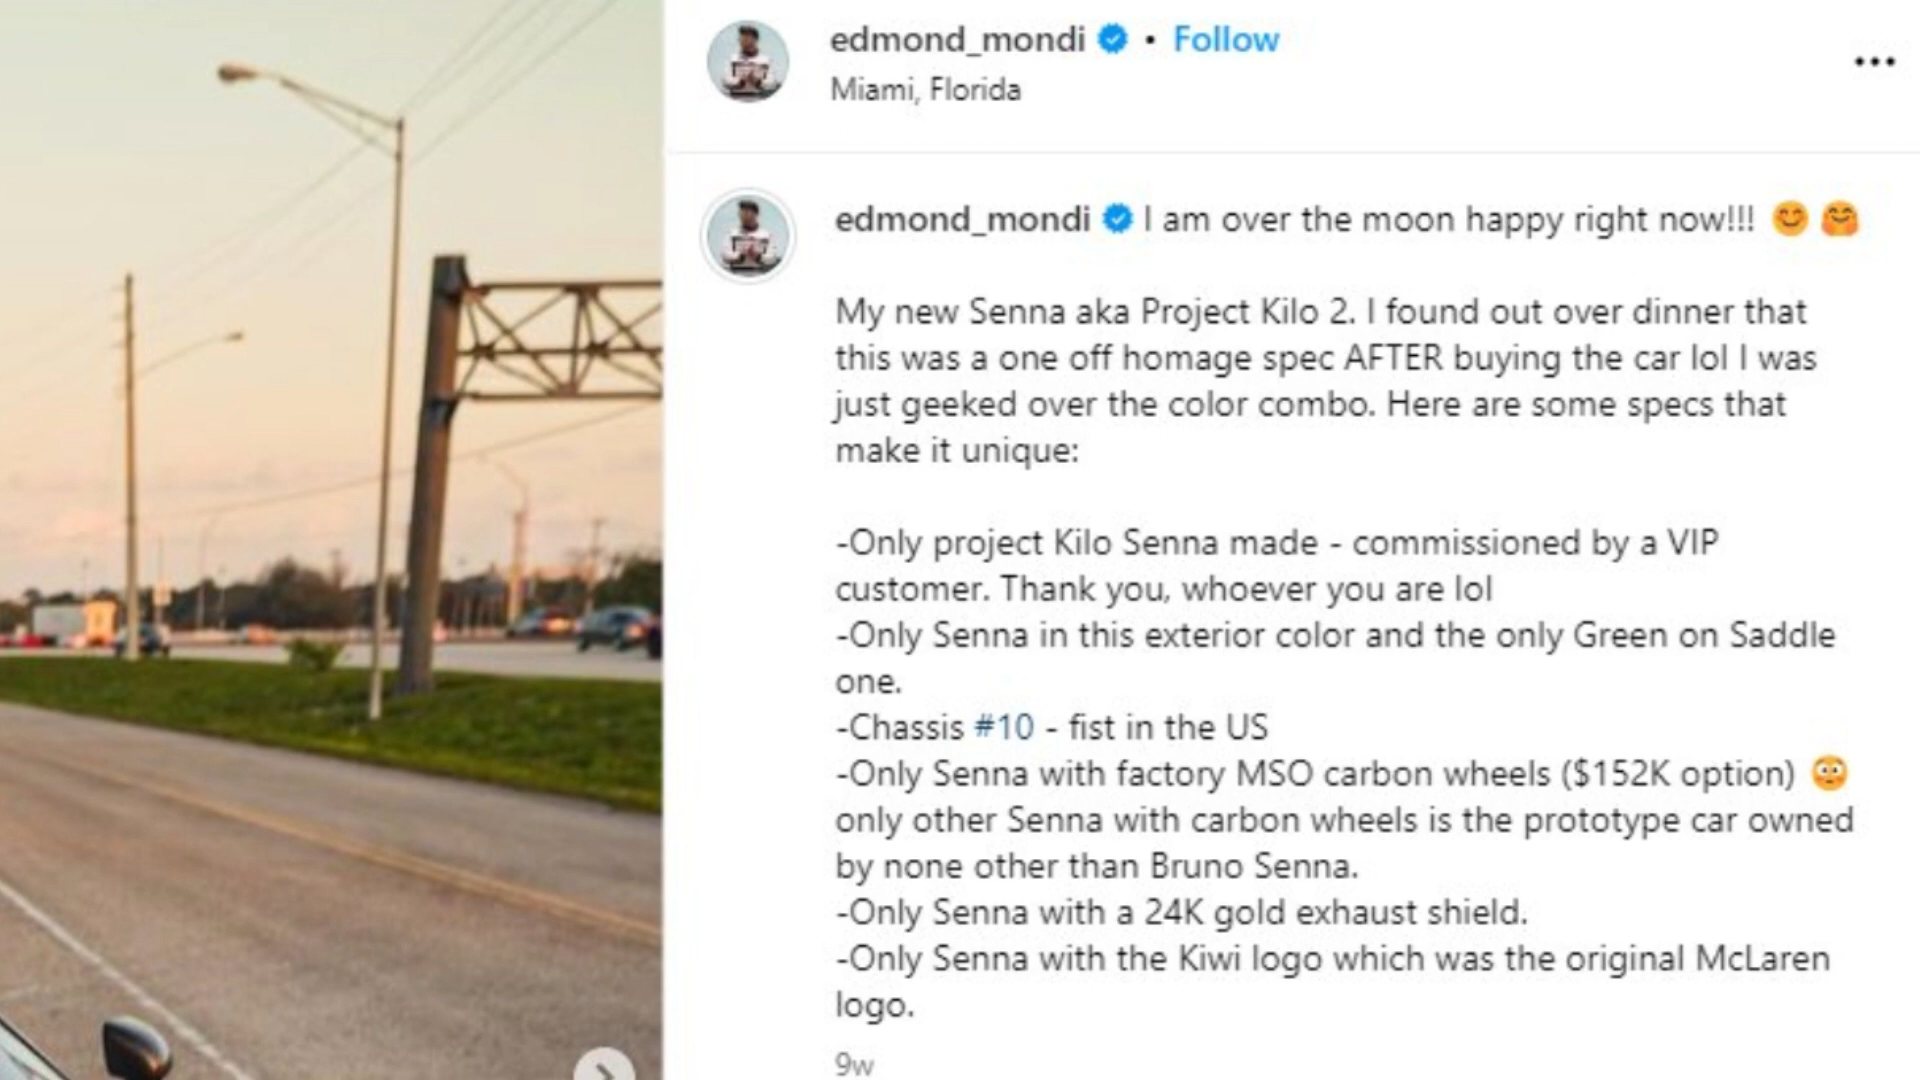 edmond_mondi • Follow
Miami, Florida
edmond_mondi I am over the moon happy right now!!! 😊 🤗
My new Senna aka Project Kilo 2. I found out over dinner that
this was a one off homage spec AFTER buying the car lol I was
just geeked over the color combo. Here are some specs that
make it unique:
-Only project Kilo Senna made - commissioned by a VIP
customer. Thank you, whoever you are lol
-Only Senna in this exterior color and the only Green on Saddle
one.
-Chassis #10 - fist in the US
-Only Senna with factory MSO carbon wheels ($152K option) 😳
only other Senna with carbon wheels is the prototype car owned
by none other than Bruno Senna.
-Only Senna with a 24K gold exhaust shield.
-Only Senna with the Kiwi logo which was the original McLaren
logo.
9w